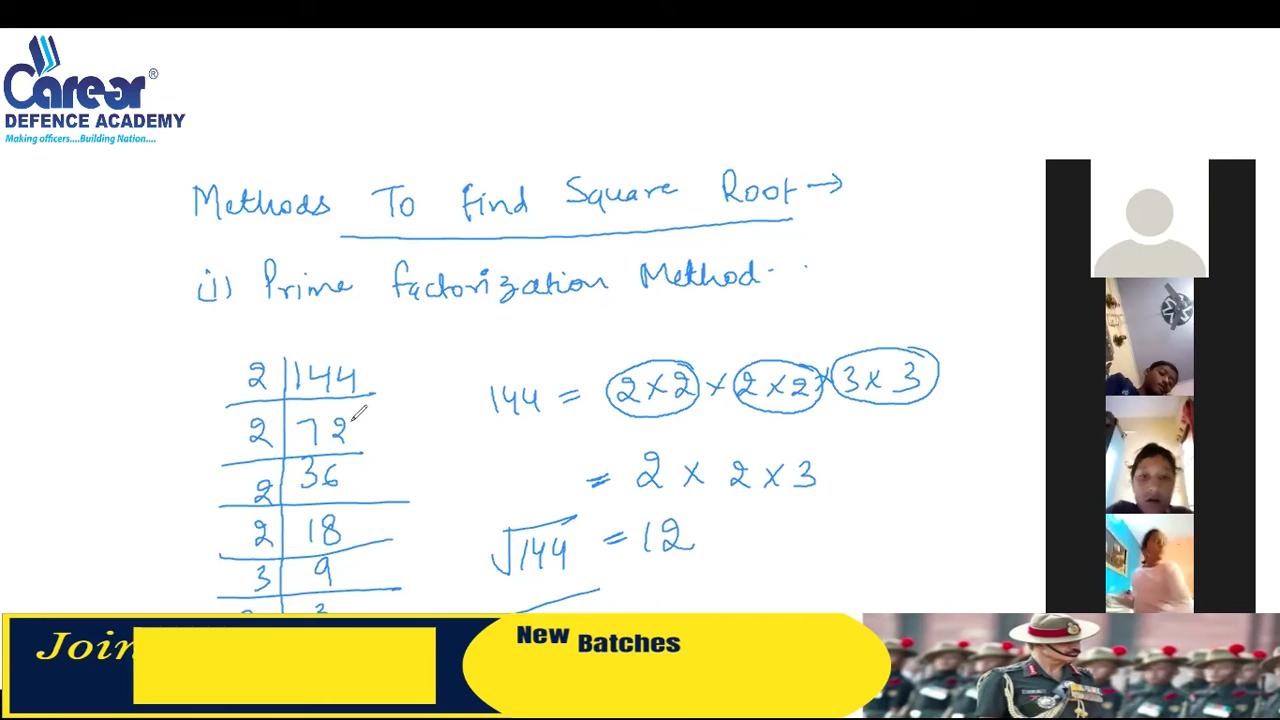 Carear®
DEFENCE ACADEMY
Making officers....Building Nation....
Methods To find Square Root →
(1) Prime factorization Method.
2 | 144
2 | 72
2 | 36
2 | 18
3 | 9
144 = 2 × 2 × 2 × 2 × 3 × 3
= 2 × 2 × 3
√144 = 12
Join
New Batches